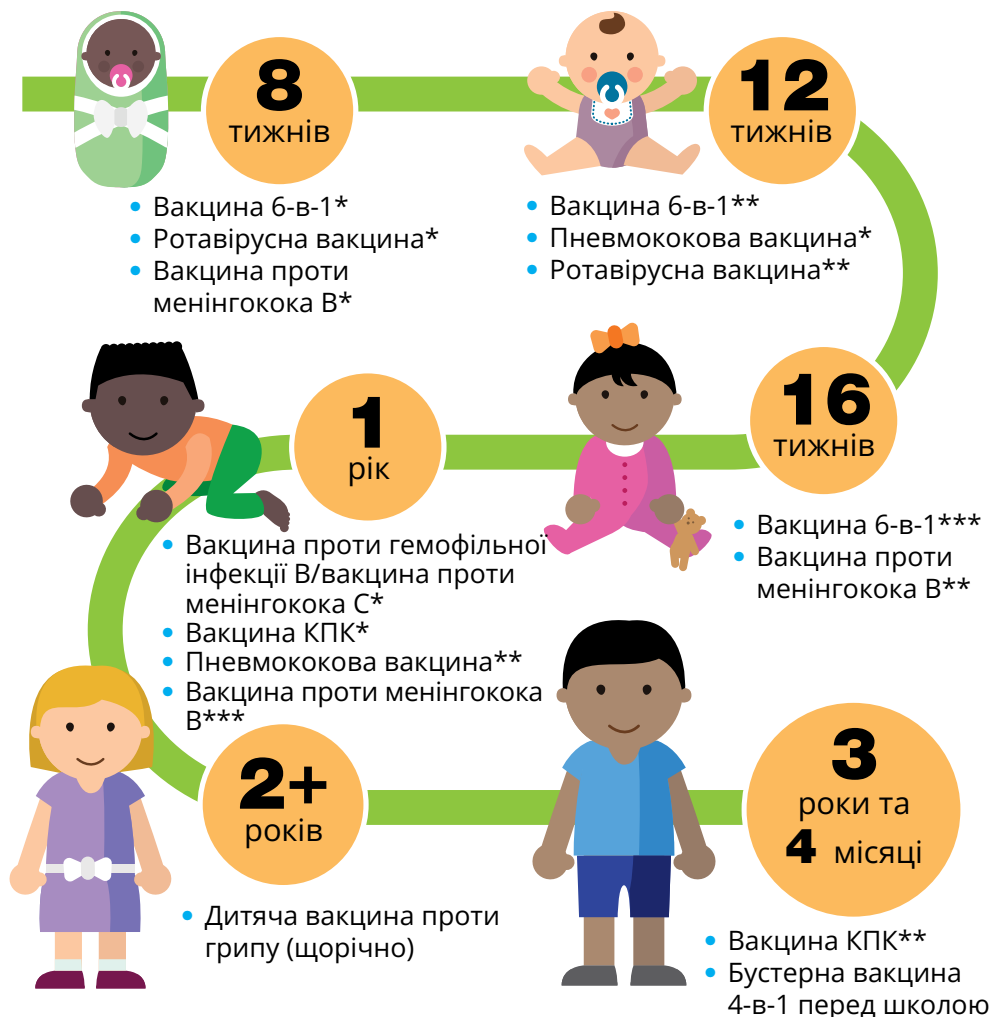 8
тижнів
• Вакцина 6-в-1*
• Ротавірусна вакцина*
• Вакцина проти
менінгокока В*
12
тижнів
• Вакцина 6-в-1**
• Пневмококова вакцина*
• Ротавірусна вакцина**
16
тижнів
• Вакцина 6-в-1***
• Вакцина проти
менінгокока В**
1
рік
• Вакцина проти гемофільної
інфекції В/вакцина проти
менінгокока С*
• Вакцина КПК*
• Пневмококова вакцина**
• Вакцина проти менінгокока
В***
2+
років
• Дитяча вакцина проти
грипу (щорічно)
3
роки та
4 місяці
• Вакцина КПК**
• Бустерна вакцина
4-в-1 перед школою